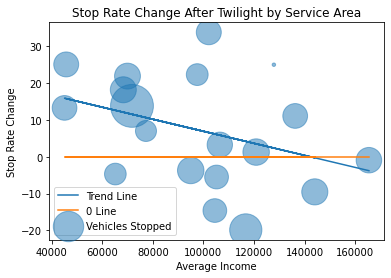 Stop Rate Change After Twilight by Service Area
Stop Rate Change
30
20
10
0
−10
−20
Trend Line
0 Line
Vehicles Stopped
40000 60000 80000 100000 120000 140000 160000
Average Income